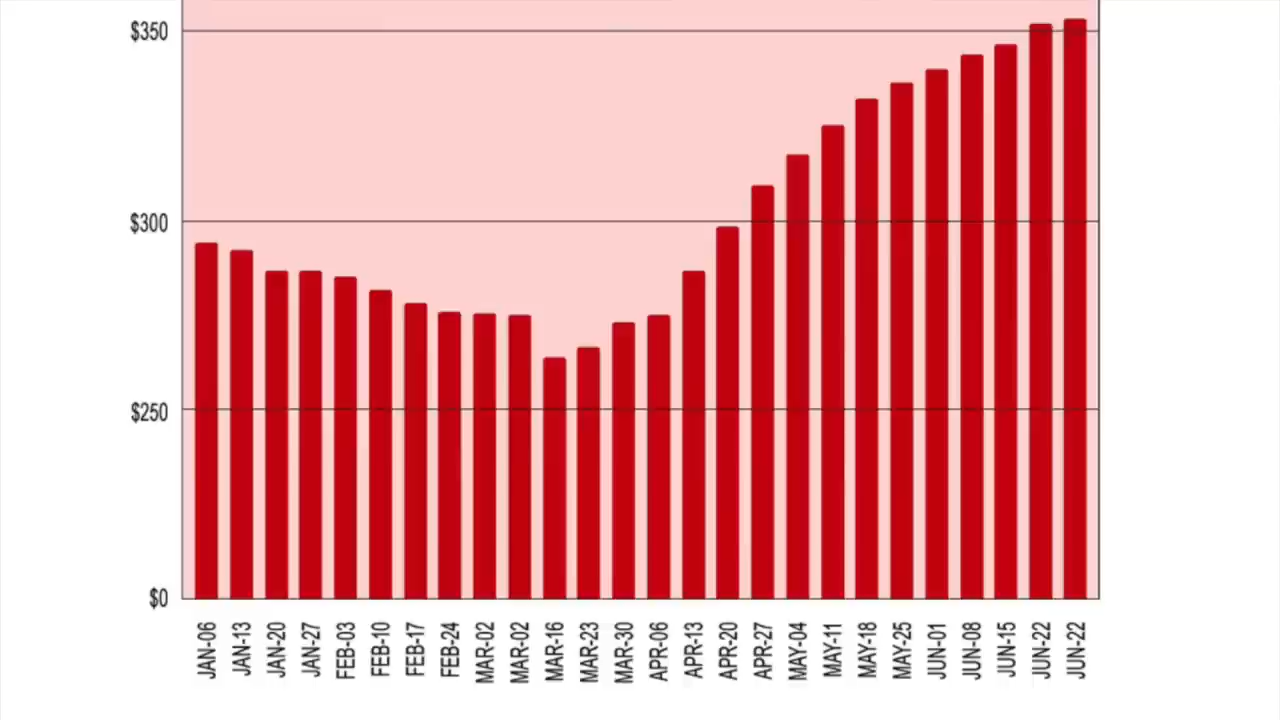 $350
$300
$250
$0
JAN-06
JAN-13
JAN-20
JAN-27
FEB-03
FEB-10
FEB-17
FEB-24
MAR-02
MAR-02
MAR-16
MAR-23
MAR-30
APR-06
APR-13
APR-20
APR-27
MAY-04
MAY-11
MAY-18
MAY-25
JUN-01
JUN-08
JUN-15
JUN-22
JUN-22